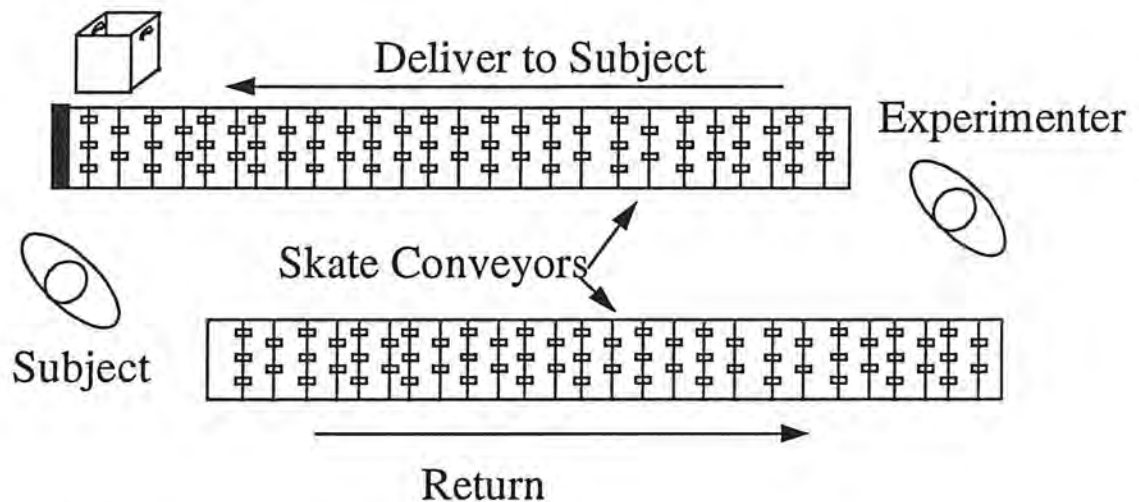 Deliver to Subject
Experimenter
Skate Conveyors
Subject
Return